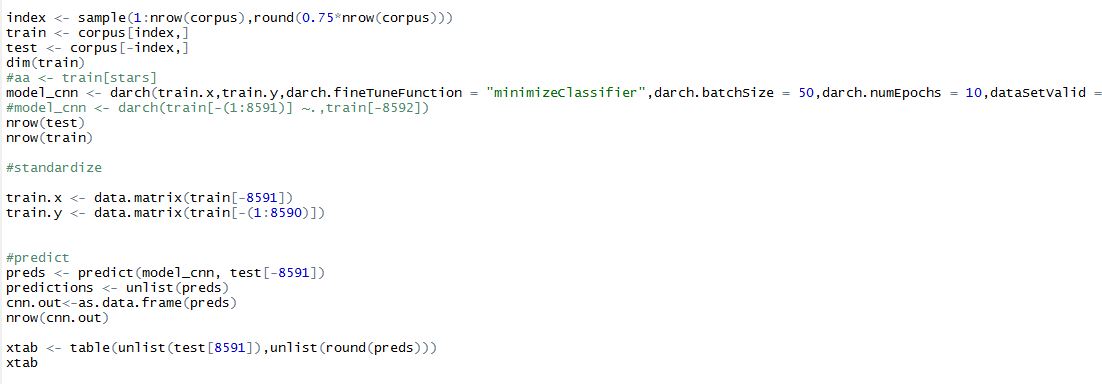 index <- sample(1:nrow(corpus),round(0.75*nrow(corpus)))
train <- corpus[index,]
test <- corpus[-index,]
dim(train)
#aa <- train[stars]
model_cnn <- darch(train.x,train.y,darch.fineTuneFunction = "minimizeClassifier",darch.batchSize = 50,darch.numEpochs = 10,dataSetValid =
#model_cnn <- darch(train[-(1:8591)] ~.,train[-8592])
nrow(test)
nrow(train)
#standardize
train.x <- data.matrix(train[-8591])
train.y <- data.matrix(train[-(1:8590)])
#predict
preds <- predict(model_cnn, test[-8591])
predictions <- unlist(preds)
cnn.out<-as.data.frame(preds)
nrow(cnn.out)
xtab <- table(unlist(test[8591]),unlist(round(preds)))
xtab